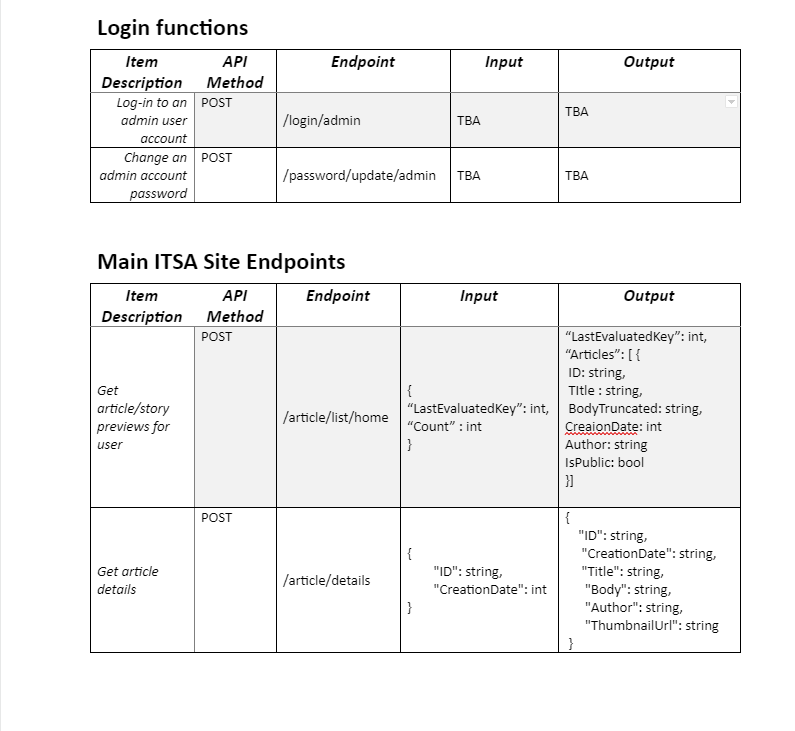 Login functions
Item Description API Method Endpoint Input Output
Log-in to an admin user account POST /login/admin TBA TBA
Change an admin account password POST /password/update/admin TBA TBA
Main ITSA Site Endpoints
Item Description API Method Endpoint Input Output
Get article/story previews for user
POST
/article/list/home
{
“LastEvaluatedKey”: int,
“Count” : int
}
“LastEvaluatedKey”: int,
“Articles”: [ {
ID: string,
TItle : string,
BodyTruncated: string,
CreaionDate: int
Author: string
IsPublic: bool
}]
Get article details
POST
/article/details
{
"ID": string,
"CreationDate": int
}
{
"ID": string,
"CreationDate": string,
"Title": string,
"Body": string,
"Author": string,
"ThumbnailUrl": string
}